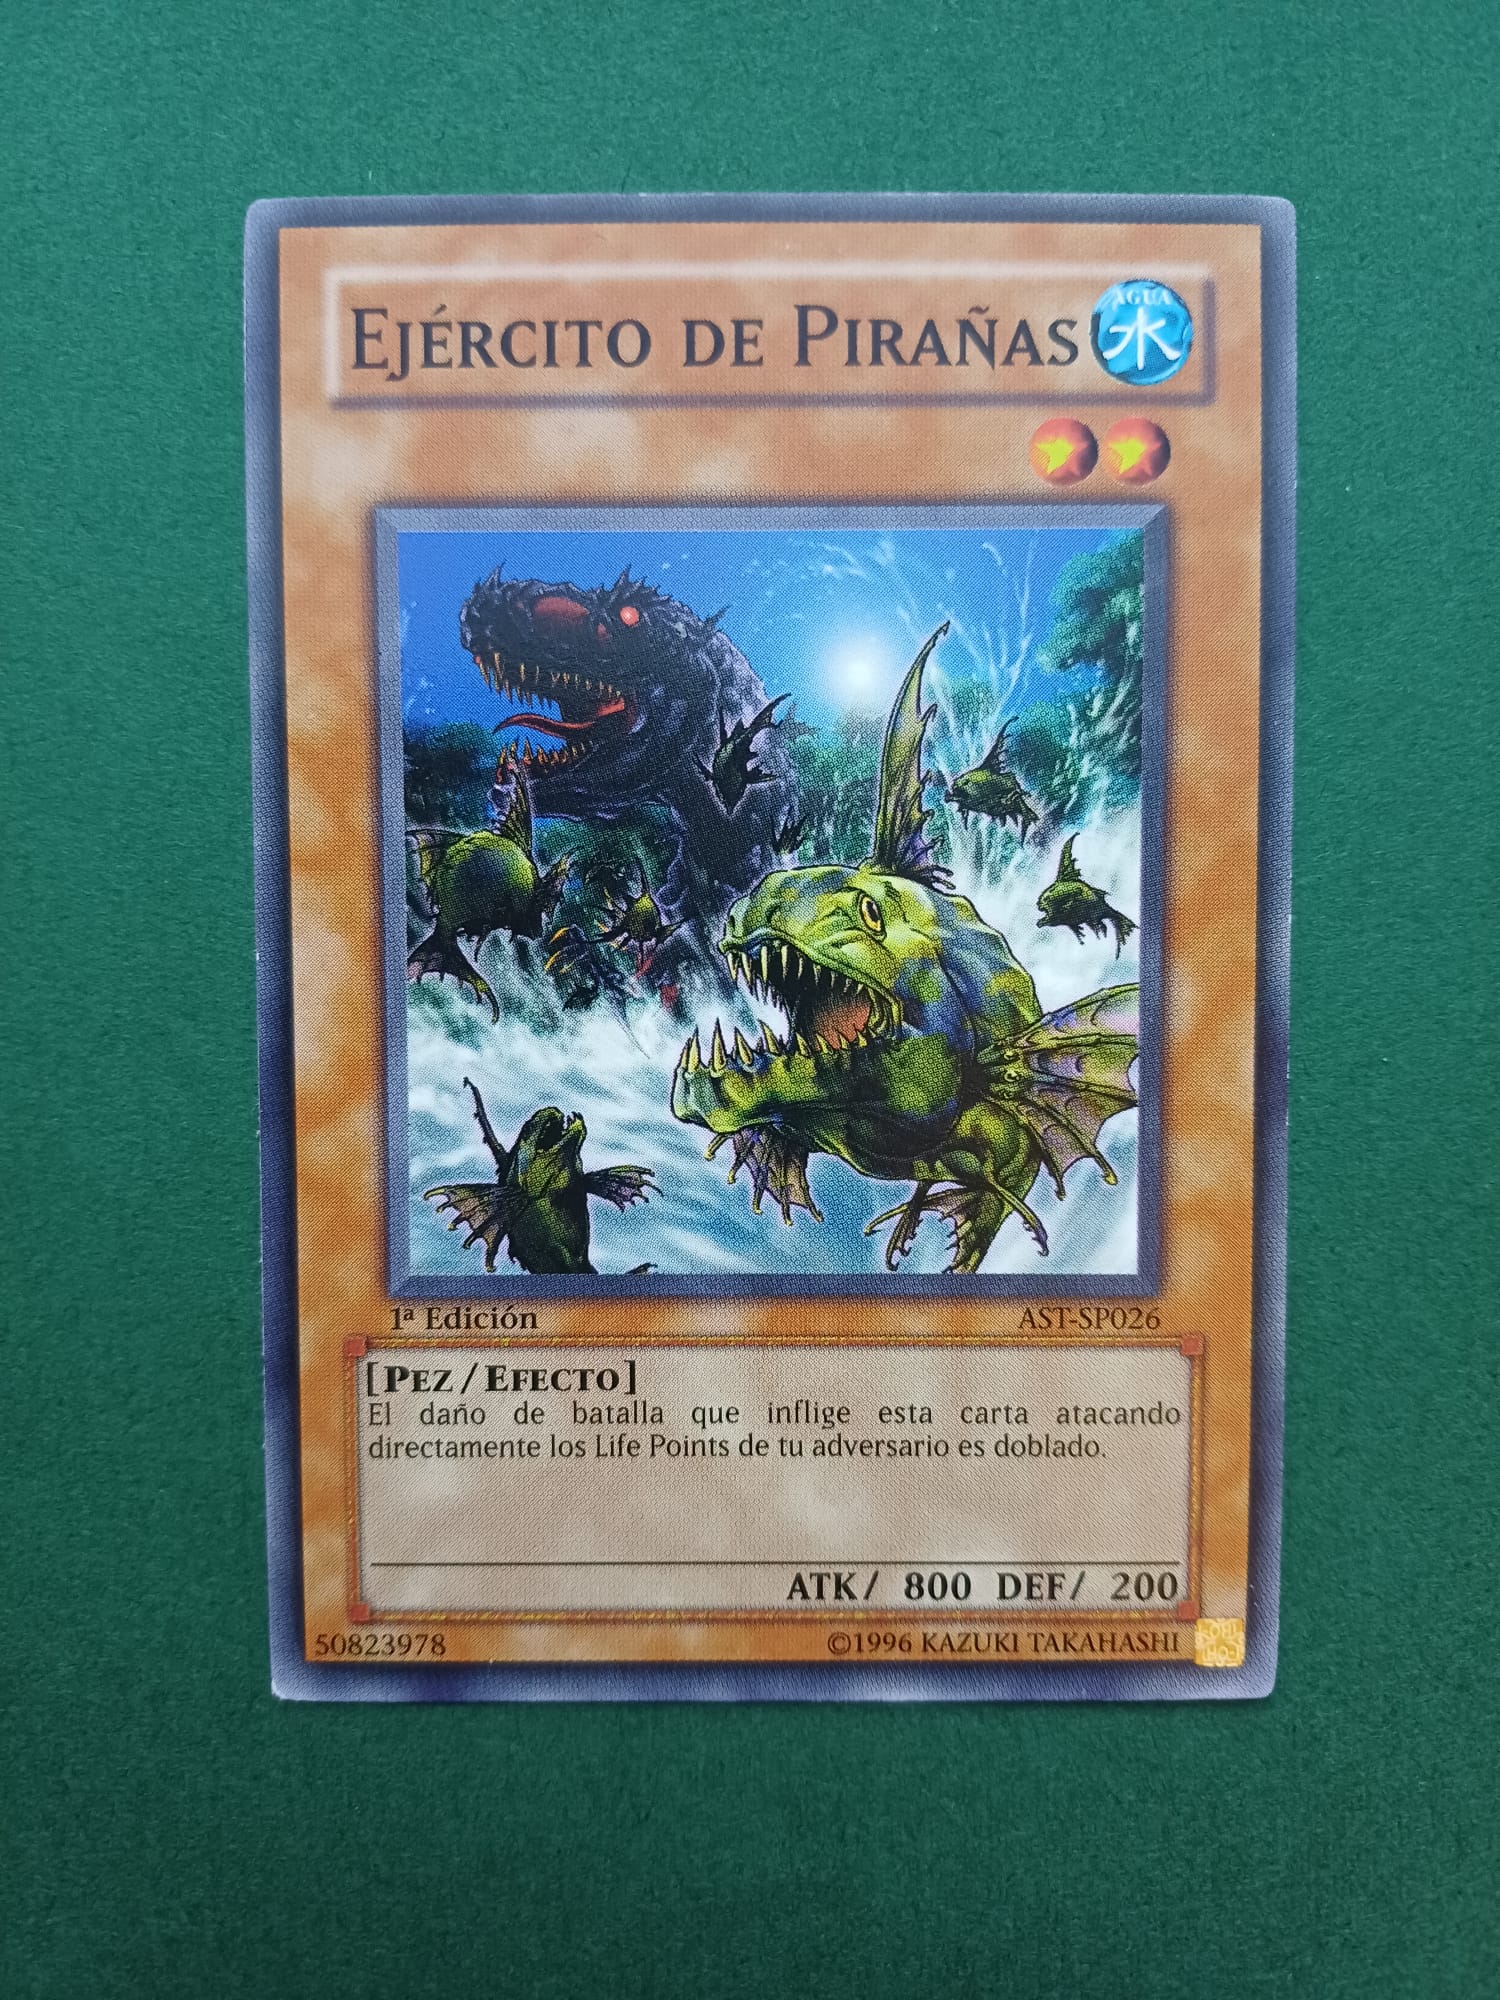 Ejército de Pirañas
AGUA
水
1ª Edición
AST-SP026
[Pez / Efecto]
El daño de batalla que inflige esta carta atacando
directamente los Life Points de tu adversario es doblado.
ATK/ 800 DEF/ 200
50823978
©1996 KAZUKI TAKAHASHI